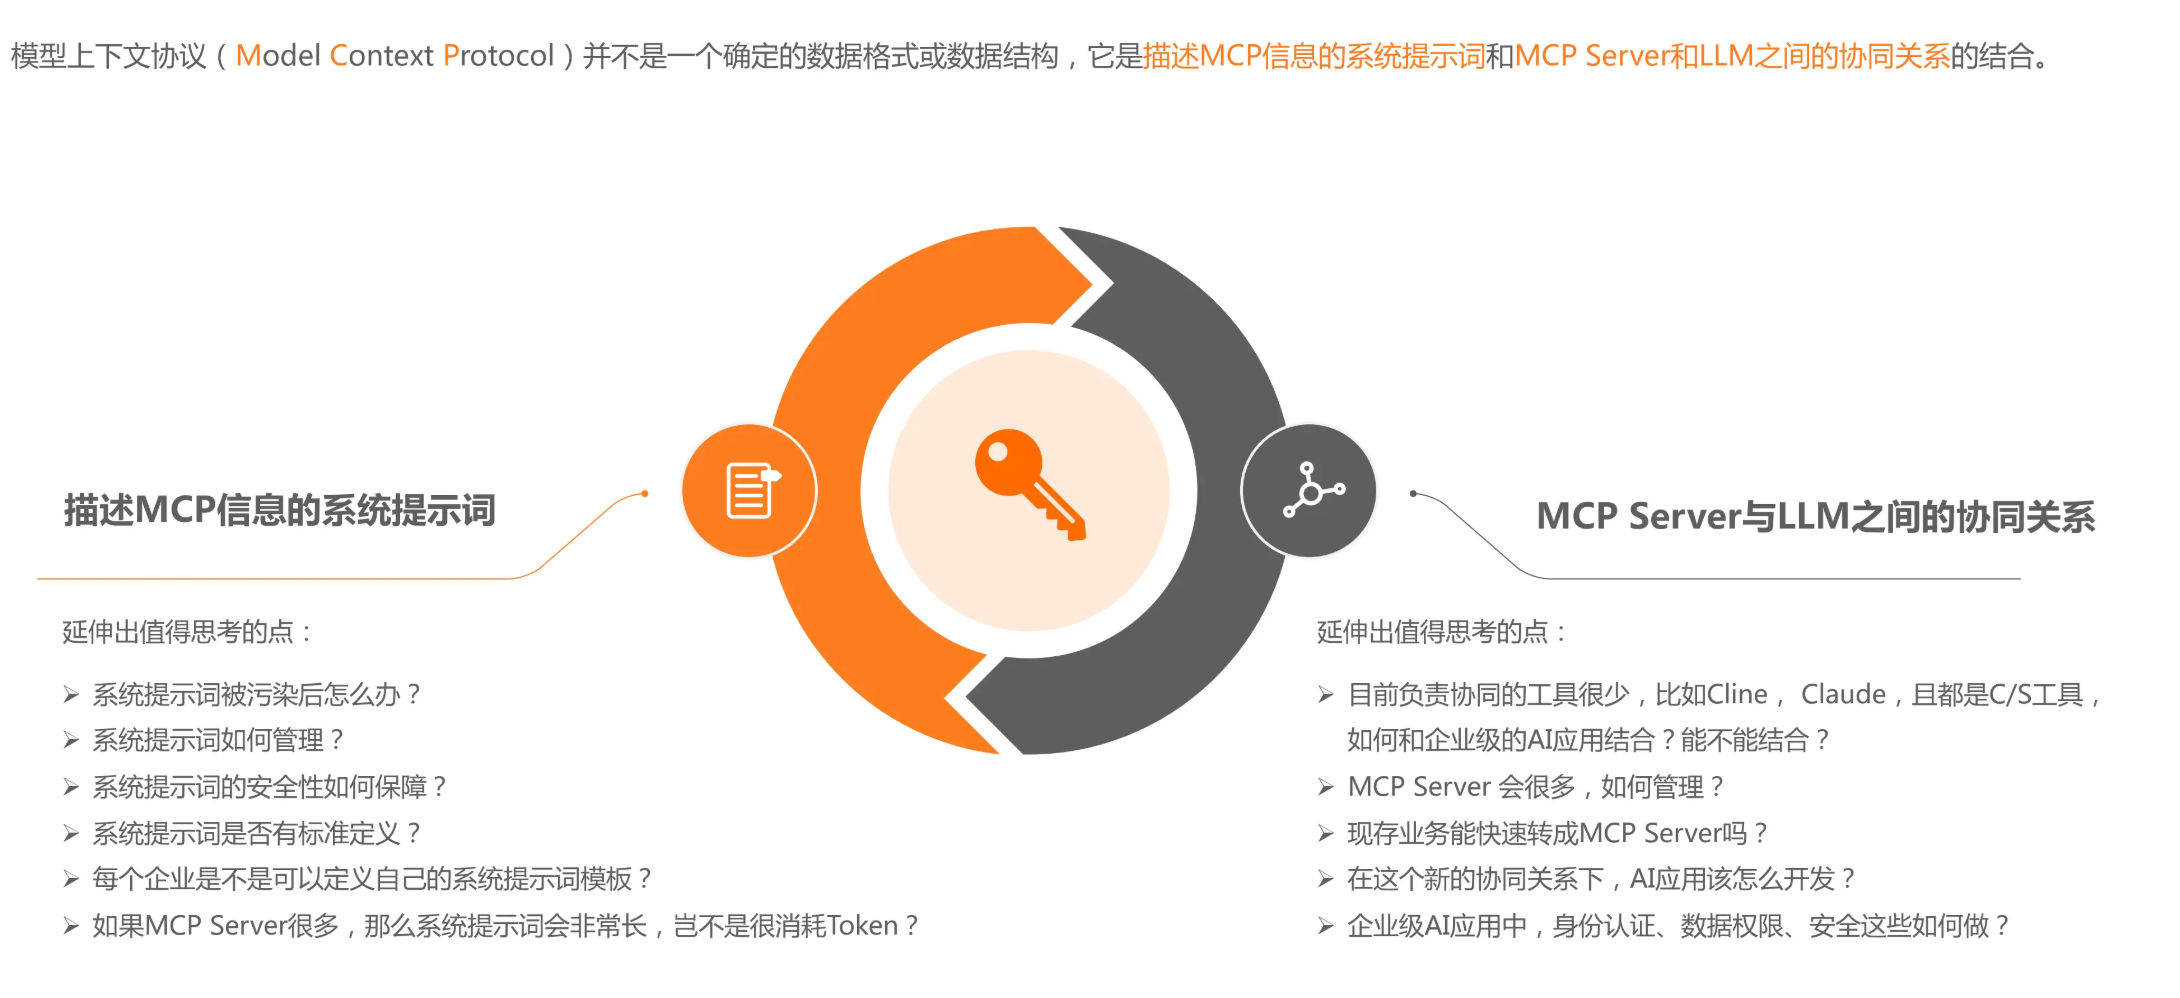 模型上下文协议（Model Context Protocol）并不是一个确定的数据格式或数据结构，它是描述MCP信息的系统提示词和MCP Server和LLM之间的协同关系的结合。
描述MCP信息的系统提示词
延伸出值得思考的点：
➢ 系统提示词被污染后怎么办？
➢ 系统提示词如何管理？
➢ 系统提示词的安全性如何保障？
➢ 系统提示词是否有标准定义？
➢ 每个企业是不是可以定义自己的系统提示词模板？
➢ 如果MCP Server很多，那么系统提示词会非常长，岂不是很消耗Token？
MCP Server与LLM之间的协同关系
延伸出值得思考的点：
➢ 目前负责协同的工具很少，比如Cline， Claude，且都是C/S工具，
如何和企业级的AI应用结合？能不能结合？
➢ MCP Server 会很多，如何管理？
➢ 现存业务能快速转成MCP Server吗？
➢ 在这个新的协同关系下，AI应用该怎么开发？
➢ 企业级AI应用中，身份认证、数据权限、安全这些如何做？